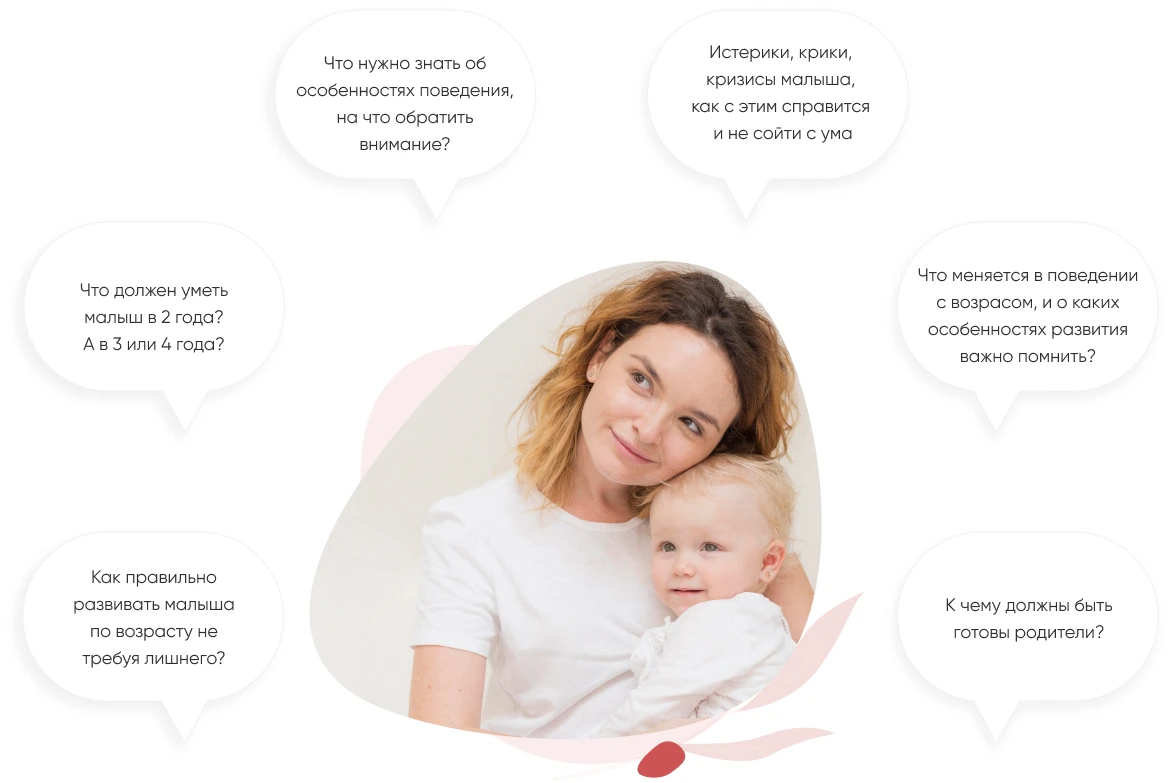 Что нужно знать об
особенностях поведения,
на что обратить
внимание?
Истерики, крики,
кризисы малыша,
как с этим справится
и не сойти с ума
Что должен уметь
малыш в 2 года?
А в 3 или 4 года?
Что меняется в поведении
с возрасом, и о каких
особенностях развития
важно помнить?
Как правильно
развивать малыша
по возрасту не
требуя лишнего?
К чему должны быть
готовы родители?